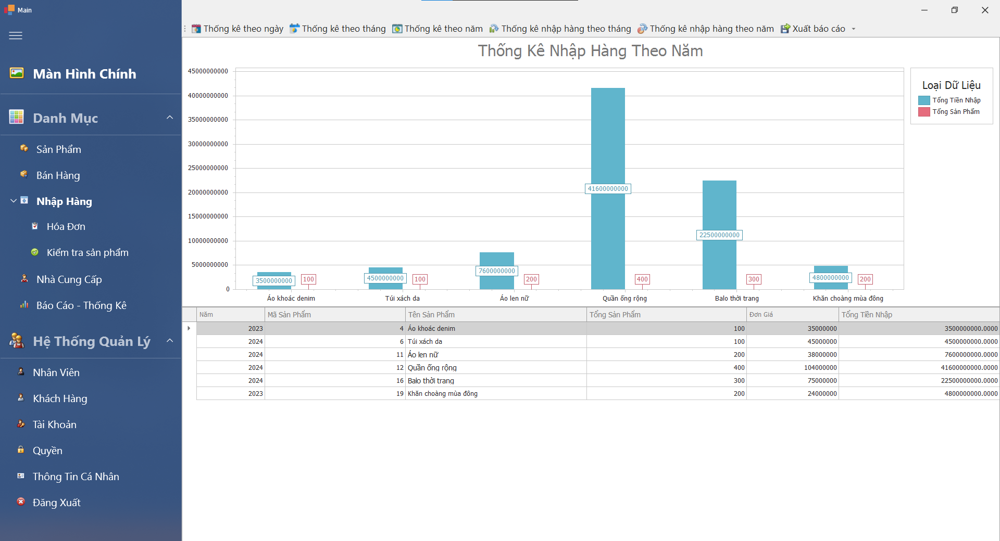 Main
Màn Hình Chính
Danh Mục
Sản Phẩm
Bán Hàng
Nhập Hàng
Hóa Đơn
Kiểm tra sản phẩm
Nhà Cung Cấp
Báo Cáo - Thống Kê
Hệ Thống Quản Lý
Nhân Viên
Khách Hàng
Tài Khoản
Quyền
Thông Tin Cá Nhân
Đăng Xuất
Thống kê theo ngày Thống kê theo tháng Thống kê theo năm Thống kê nhập hàng theo tháng Thống kê nhập hàng theo năm Xuất báo cáo
Thống Kê Nhập Hàng Theo Năm
45000000000
40000000000
35000000000
30000000000
25000000000
20000000000
15000000000
10000000000
5000000000
0
3500000000 100 4500000000 100 7600000000 200 41600000000 400 22500000000 300 4800000000 200
Áo khoác denim Túi xách da Áo len nữ Quần ống rộng Balo thời trang Khăn choàng mùa đông
Loại Dữ Liệu
Tổng Tiền Nhập
Tổng Sản Phẩm
Năm Mã Sản Phẩm Tên Sản Phẩm Tổng Sản Phẩm Đơn Giá Tổng Tiền Nhập
2023 4 Áo khoác denim 100 35000000 3500000000.0000
2024 6 Túi xách da 100 45000000 4500000000.0000
2024 11 Áo len nữ 200 38000000 7600000000.0000
2024 12 Quần ống rộng 400 104000000 41600000000.0000
2024 16 Balo thời trang 300 75000000 22500000000.0000
2023 19 Khăn choàng mùa đông 200 24000000 4800000000.0000